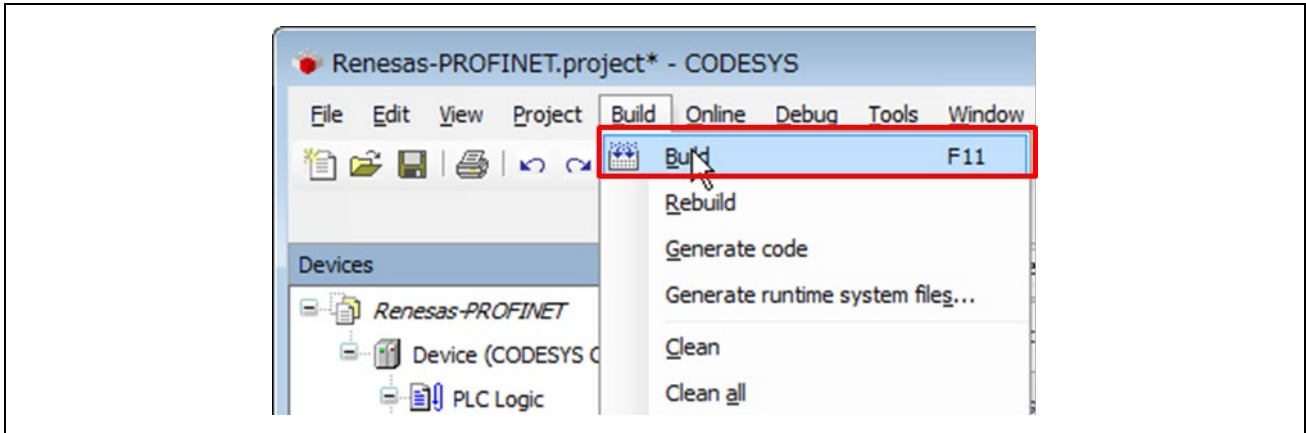 Renesas-PROFINET.project* - CODESYS
File Edit View Project Build Online Debug Tools Window
Build F11
Rebuild
Generate code
Devices
Generate runtime system files...
Renesas-PROFINET
Device (CODESYS
Clean
PLC Logic
Clean all